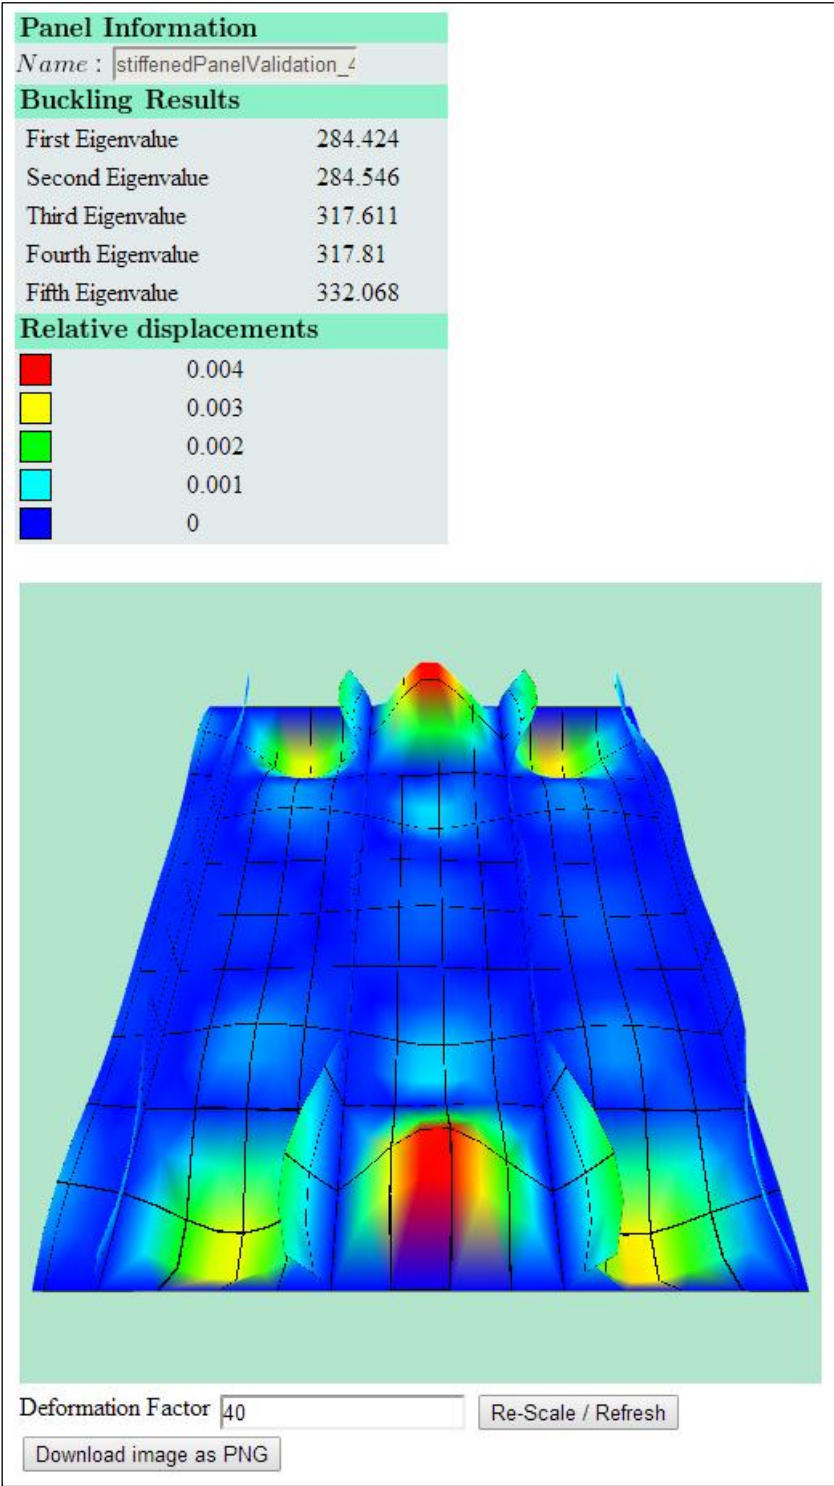 Panel Information
Name : stiffenedPanelValidation_4
Buckling Results
First Eigenvalue 284.424
Second Eigenvalue 284.546
Third Eigenvalue 317.611
Fourth Eigenvalue 317.81
Fifth Eigenvalue 332.068
Relative displacements
0.004
0.003
0.002
0.001
0
Deformation Factor 40 Re-Scale / Refresh
Download image as PNG